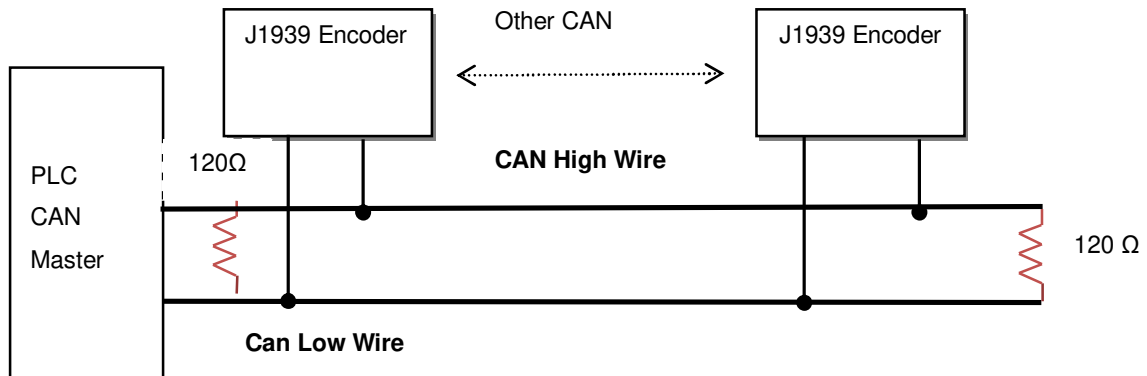 J1939 Encoder
Other CAN
J1939 Encoder
120Ω
CAN High Wire
PLC
CAN
Master
120 Ω
Can Low Wire